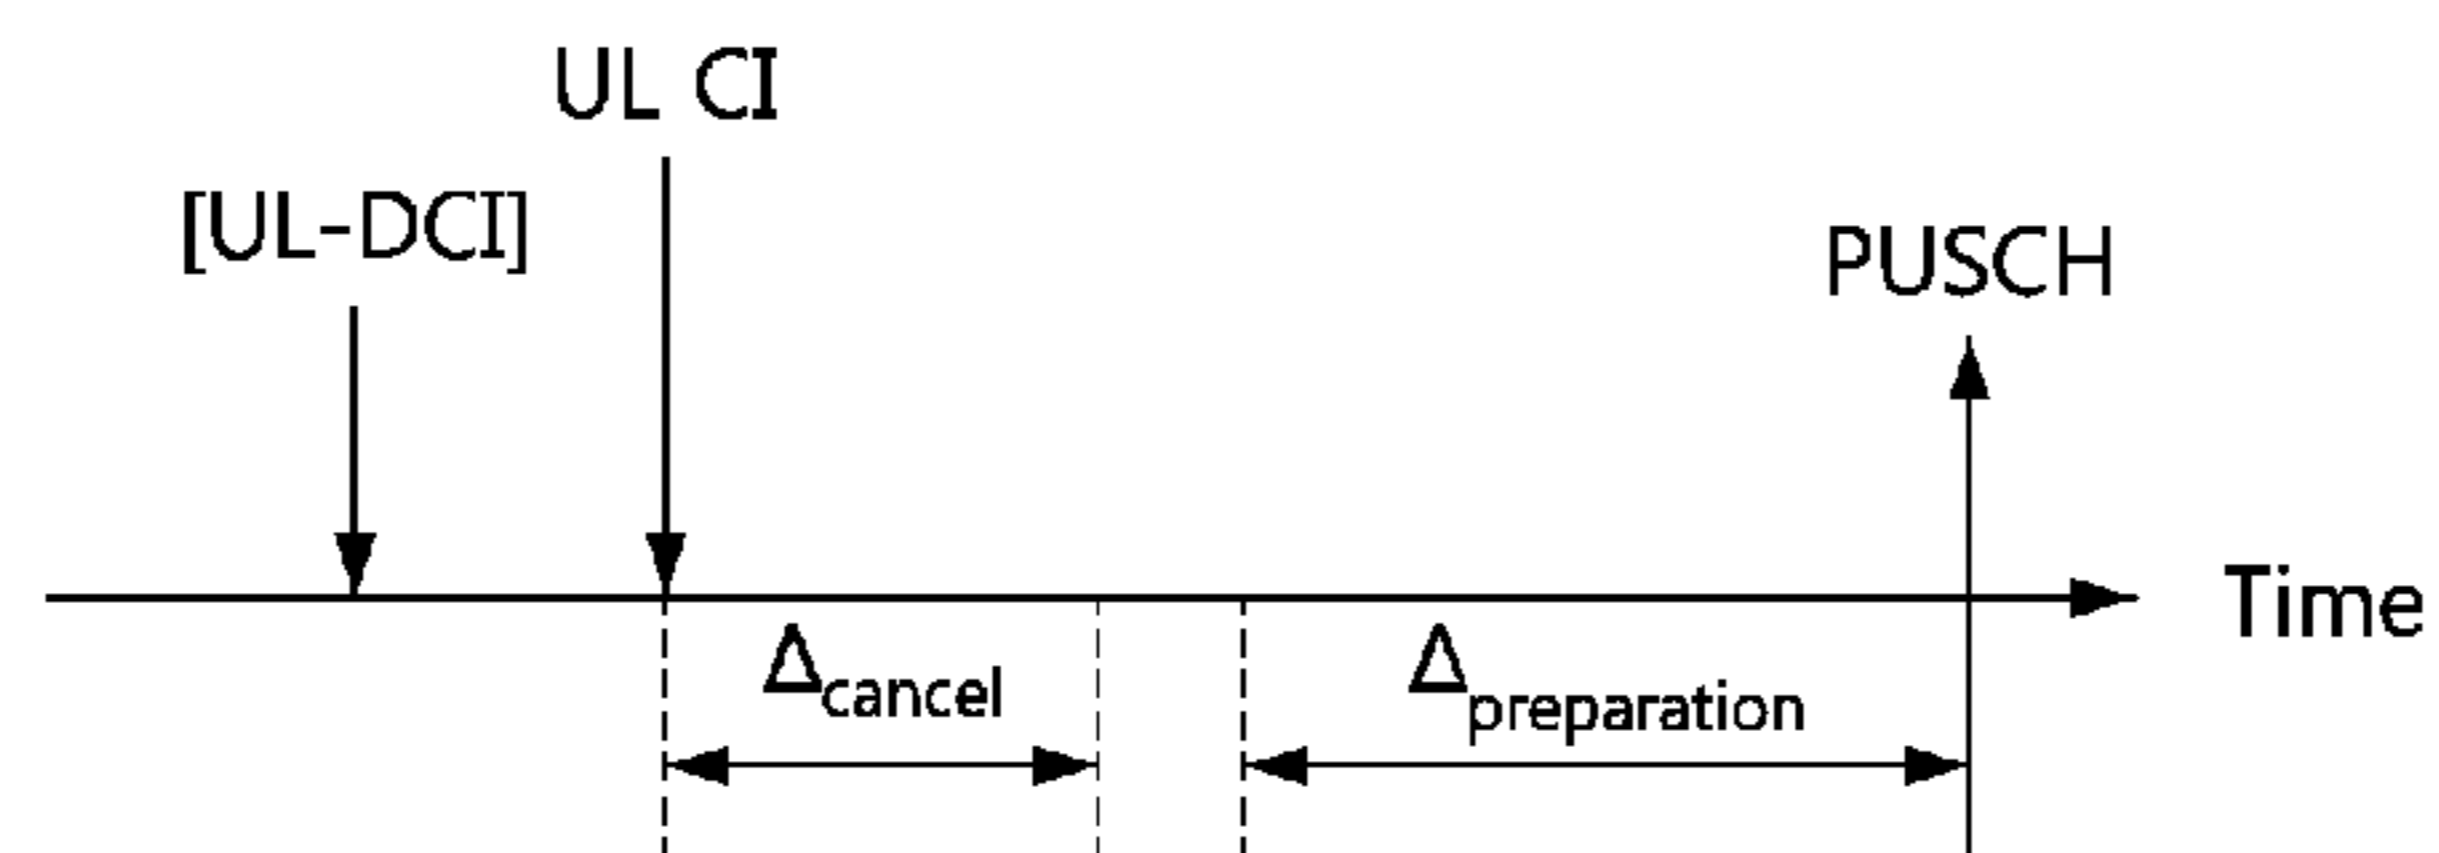 UL CI
[UL-DCI]
PUSCH
Time
Δcancel
Δpreparation